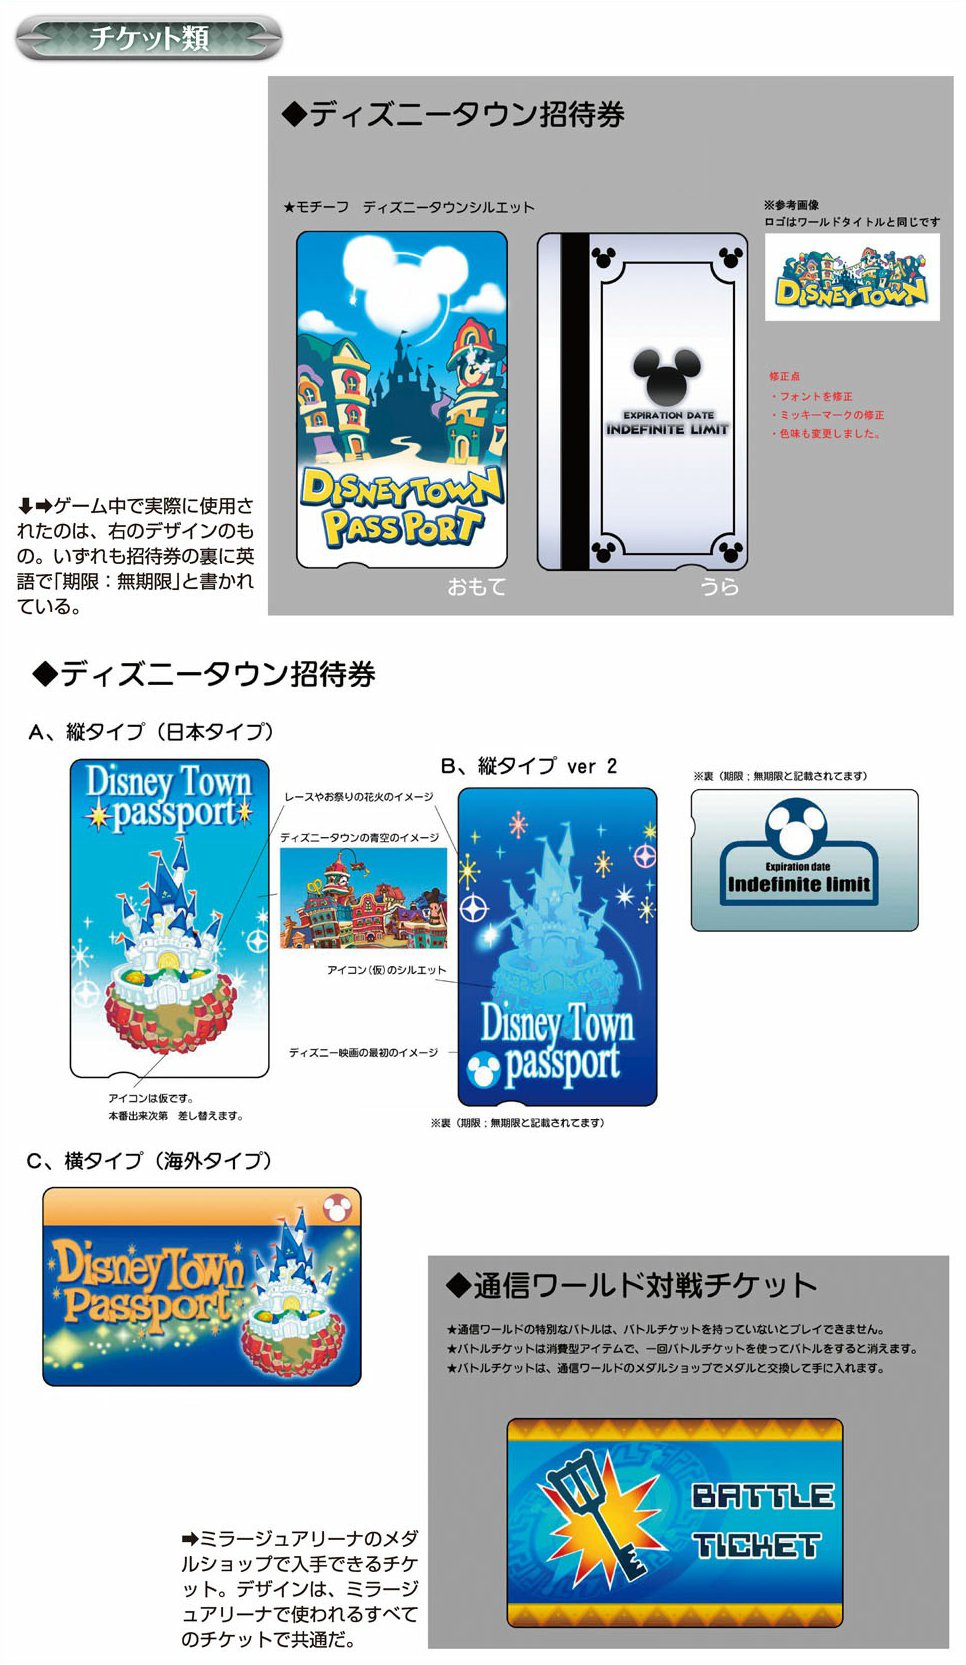 チケット類
◆ディズニータウン招待券
★モチーフ　ディズニータウンシルエット
※参考画像
ロゴはワールドタイトルと同じです
DISNEY TOWN
修正点
・フォントを修正
・ミッキーマークの修正
・色味も変更しました。
DISNEY TOWN
PASSPORT
EXPIRATION DATE
INDEFINITE LIMIT
おもて
うら
⬇➡ゲーム中で実際に使用さ
れたのは、右のデザインのも
の。いずれも招待券の裏に英
語で「期限：無期限」と書かれ
ている。
◆ディズニータウン招待券
A、縦タイプ（日本タイプ）
Disney Town
passport
レースやお祭りの花火のイメージ
ディズニータウンの青空のイメージ
アイコン（仮）のシルエット
ディズニー映画の最初のイメージ
アイコンは仮です。
本番出来次第　差し替えます。
B、縦タイプ ver 2
Disney Town
passport
※裏（期限；無期限と記載されてます）
※裏（期限；無期限と記載されてます）
Expiration date
Indefinite limit
C、横タイプ（海外タイプ）
Disney Town
Passport
◆通信ワールド対戦チケット
★通信ワールドの特別なバトルは、バトルチケットを持っていないとプレイできません。
★バトルチケットは消費型アイテムで、一回バトルチケットを使ってバトルをすると消えます。
★バトルチケットは、通信ワールドのメダルショップでメダルと交換して手に入れます。
BATTLE
TICKET
➡ミラージュアリーナのメダ
ルショップで入手できるチケ
ット。デザインは、ミラージ
ュアリーナで使われるすべて
のチケットで共通だ。